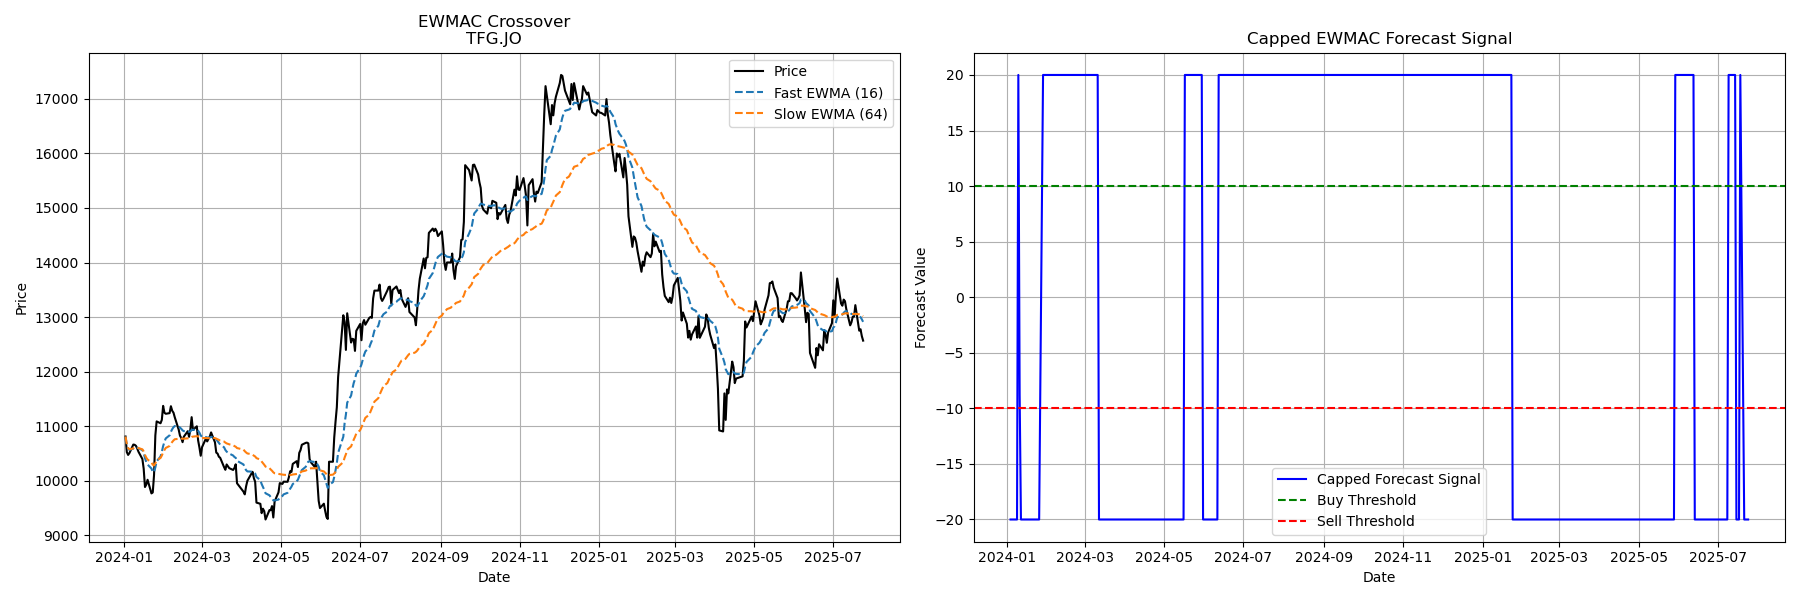 EWMAC Crossover
TFG.JO
Price
Fast EWMA (16)
Slow EWMA (64)
17000
16000
15000
14000
13000
12000
11000
10000
9000
Price
2024-01 2024-03 2024-05 2024-07 2024-09 2024-11 2025-01 2025-03 2025-05 2025-07
Date
Capped EWMAC Forecast Signal
20
15
10
5
0
−5
−10
−15
−20
Forecast Value
Capped Forecast Signal
Buy Threshold
Sell Threshold
2024-01 2024-03 2024-05 2024-07 2024-09 2024-11 2025-01 2025-03 2025-05 2025-07
Date